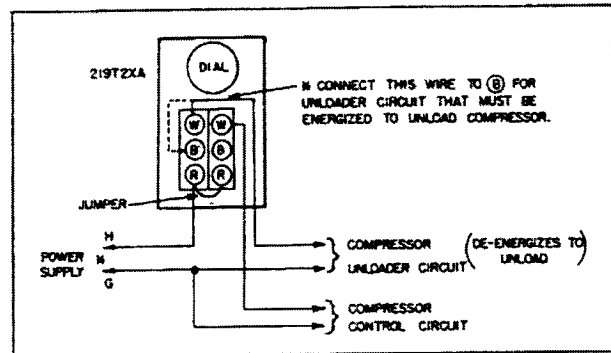 219T2XA
DIAL
※ CONNECT THIS WIRE TO Ⓑ FOR
UNLOADER CIRCUIT THAT MUST BE
ENERGIZED TO UNLOAD COMPRESSOR.
W W
B B
R R
JUMPER
H
POWER
SUPPLY
G
COMPRESSOR
UNLOADER CIRCUIT
(DE-ENERGIZES TO
UNLOAD)
COMPRESSOR
CONTROL CIRCUIT